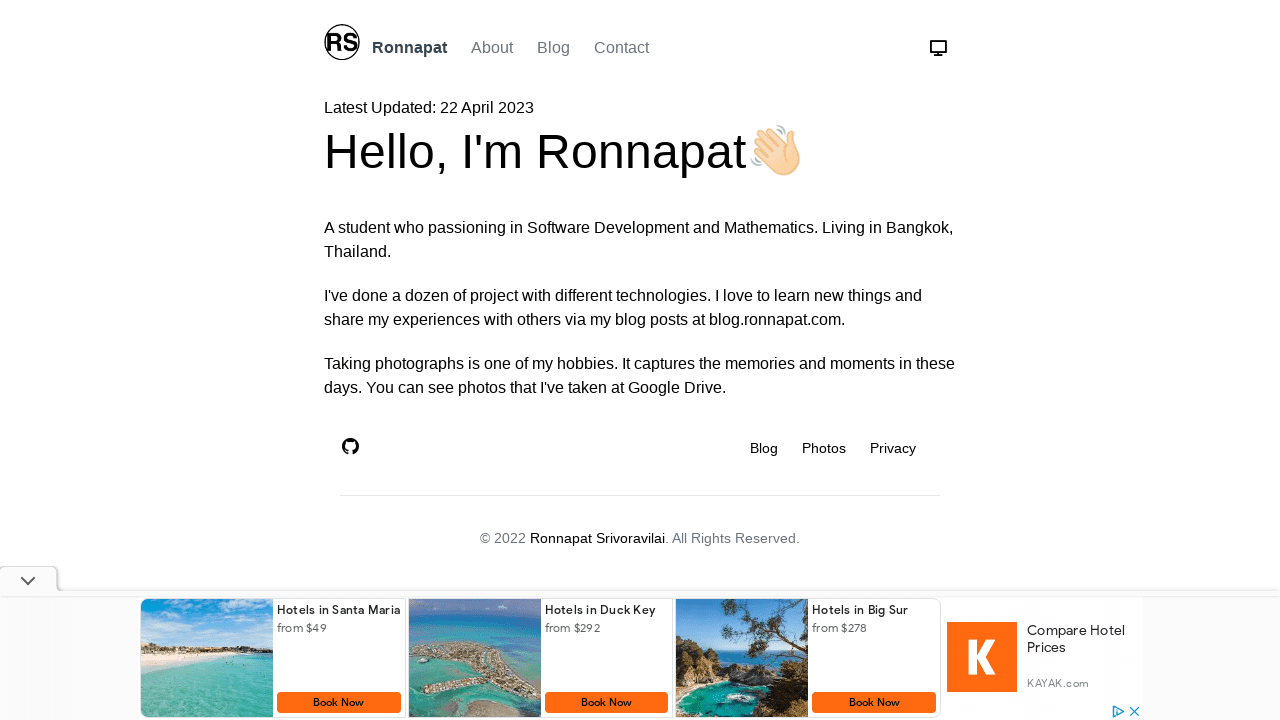 RS
Ronnapat About Blog Contact
Latest Updated: 22 April 2023
Hello, I'm Ronnapat👋🏻
A student who passioning in Software Development and Mathematics. Living in Bangkok,
Thailand.
I've done a dozen of project with different technologies. I love to learn new things and
share my experiences with others via my blog posts at blog.ronnapat.com.
Taking photographs is one of my hobbies. It captures the memories and moments in these
days. You can see photos that I've taken at Google Drive.
Blog Photos Privacy
© 2022 Ronnapat Srivoravilai. All Rights Reserved.
Hotels in Santa Maria
from $49
Book Now
Hotels in Duck Key
from $292
Book Now
Hotels in Big Sur
from $278
Book Now
K
Compare Hotel
Prices
KAYAK.com